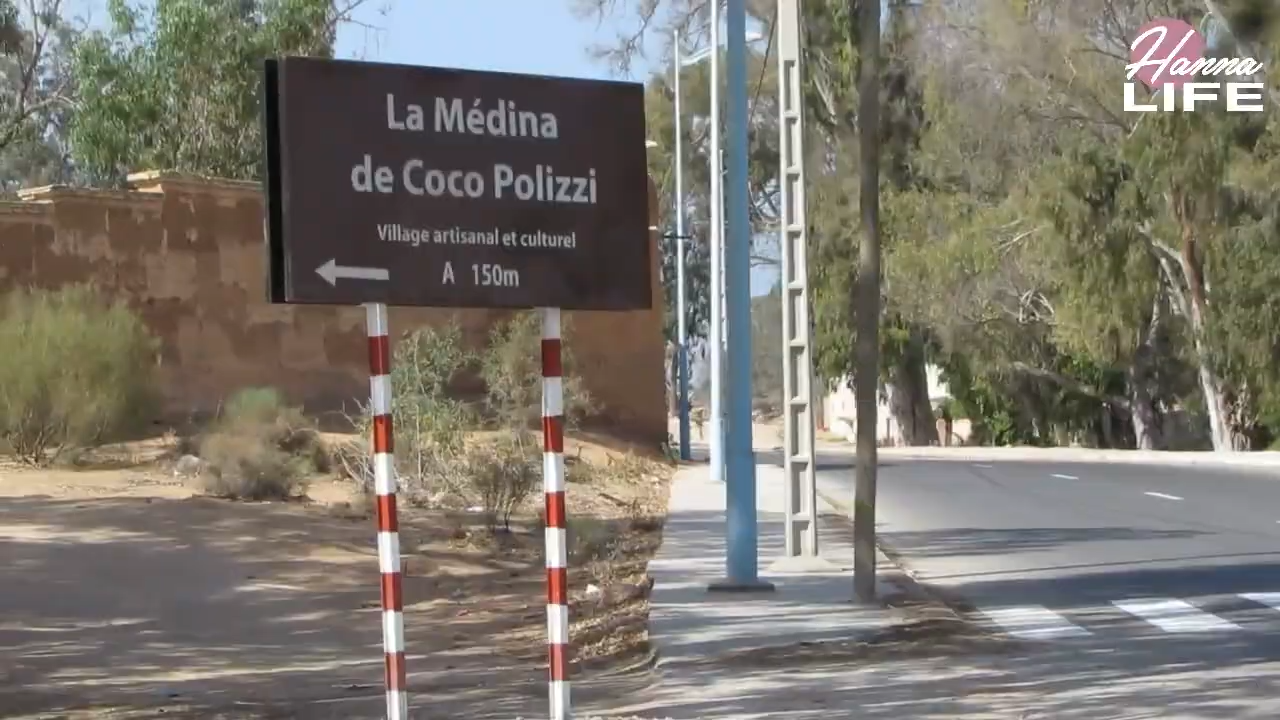 Hanna
LIFE
La Médina
de Coco Polizzi
Village artisanal et culturel
A 150m